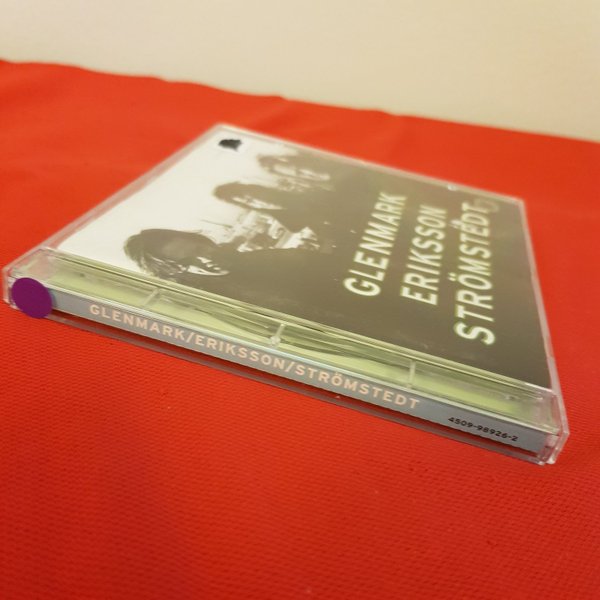 GLENMARK
ERIKSSON
STRÖMSTEDT
GLENMARK/ERIKSSON/STRÖMSTEDT
4509-98926-2